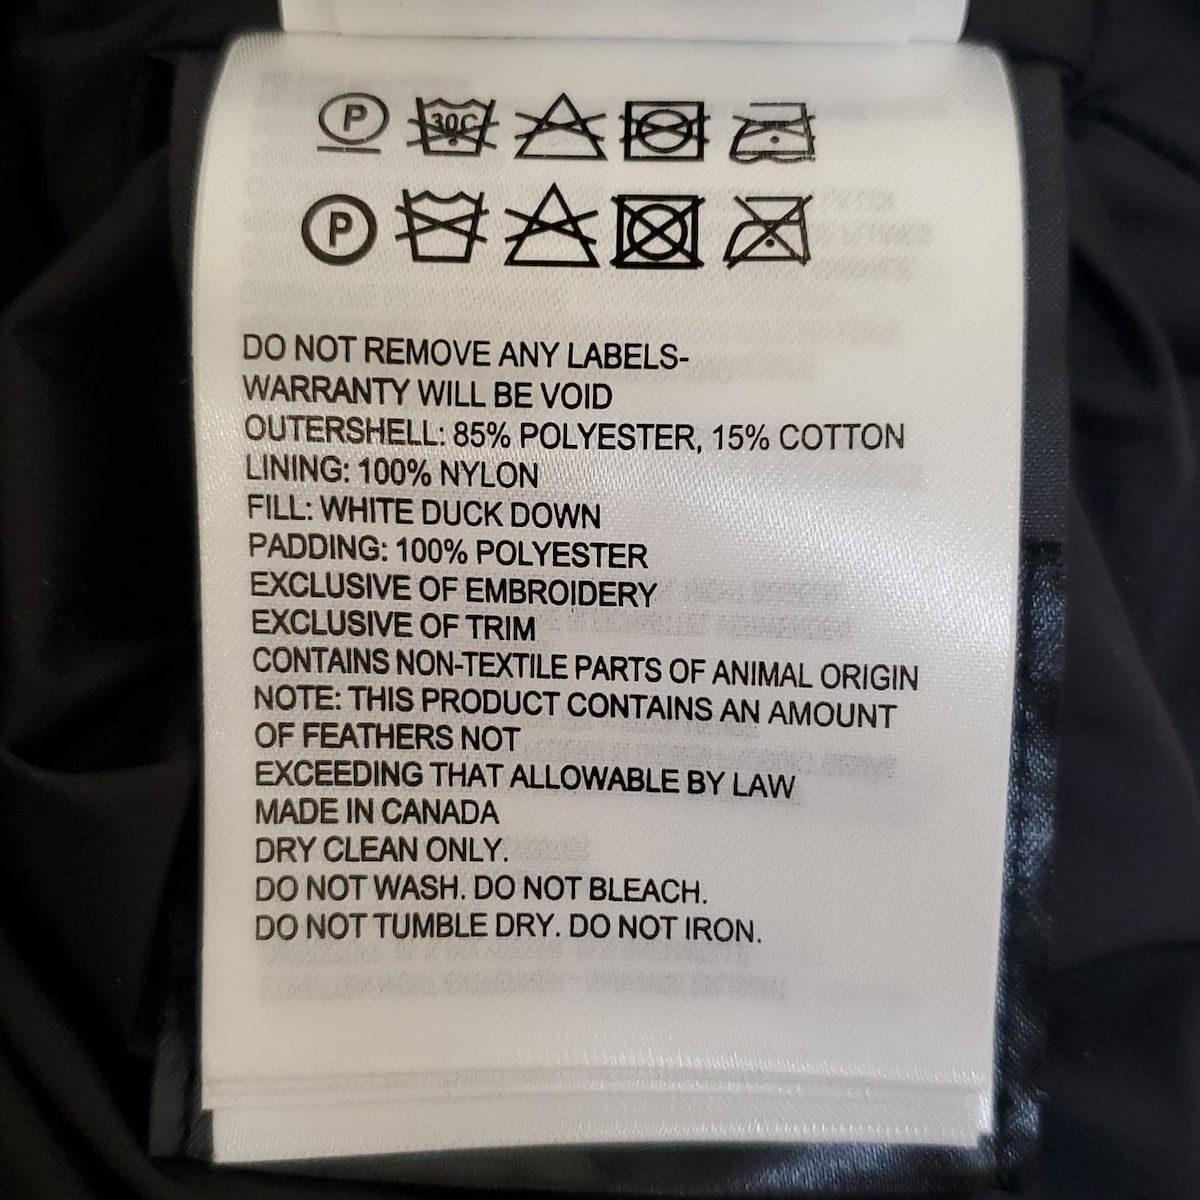 P 30C
P
DO NOT REMOVE ANY LABELS-
WARRANTY WILL BE VOID
OUTERSHELL: 85% POLYESTER, 15% COTTON
LINING: 100% NYLON
FILL: WHITE DUCK DOWN
PADDING: 100% POLYESTER
EXCLUSIVE OF EMBROIDERY
EXCLUSIVE OF TRIM
CONTAINS NON-TEXTILE PARTS OF ANIMAL ORIGIN
NOTE: THIS PRODUCT CONTAINS AN AMOUNT
OF FEATHERS NOT
EXCEEDING THAT ALLOWABLE BY LAW
MADE IN CANADA
DRY CLEAN ONLY.
DO NOT WASH. DO NOT BLEACH.
DO NOT TUMBLE DRY. DO NOT IRON.